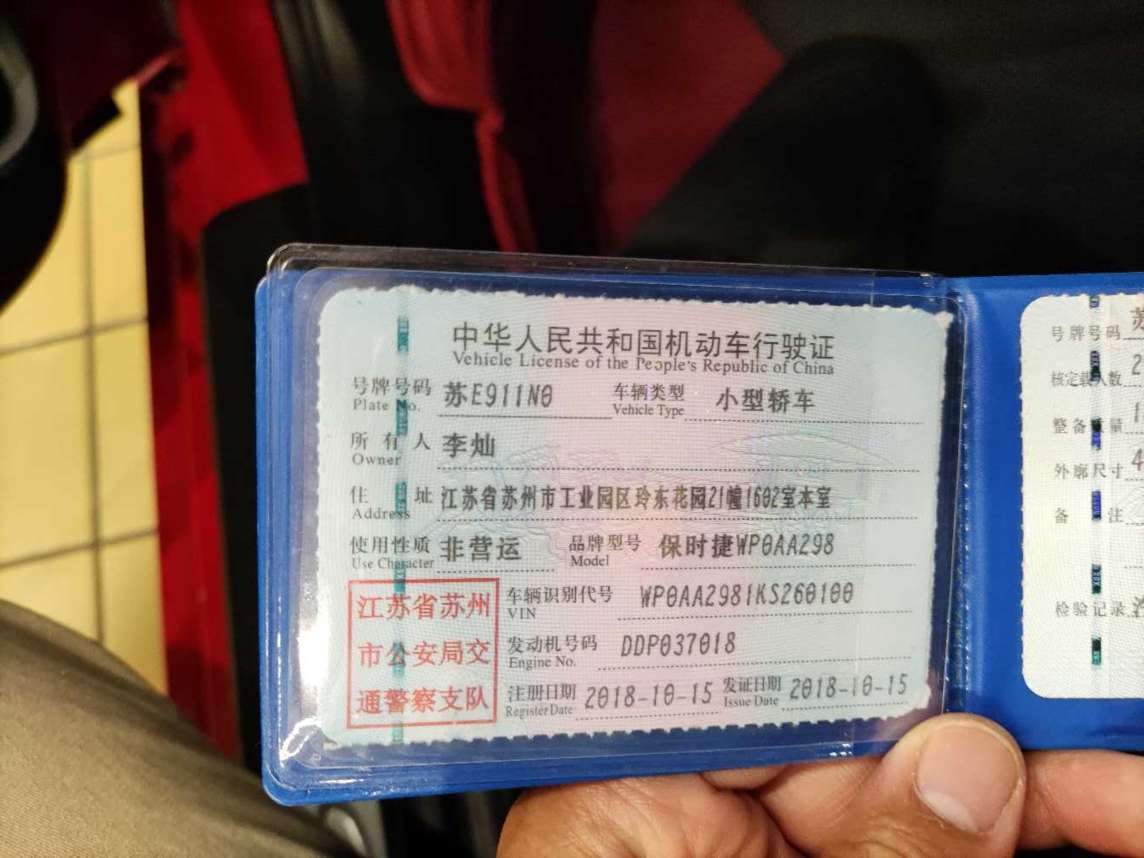 中华人民共和国机动车行驶证
Vehicle License of the People's Republic of China
号牌号码 苏E911N0 车辆类型 小型轿车
Plate No. Vehicle Type
所有人 李灿
Owner
住址 江苏省苏州市工业园区玲东花园21幢1602室本室
Address
使用性质 非营运 品牌型号 保时捷WP0AA298
Use Character Model
江苏省苏州
市公安局交
通警察支队
车辆识别代号 WP0AA2981KS260100
VIN
发动机号码 DDP037018
Engine No.
注册日期 2018-10-15 发证日期 2018-10-15
Register Date Issue Date
号牌号码 苏
核定载人数 2
整备质量 1
外廓尺寸 4
备注
检验记录